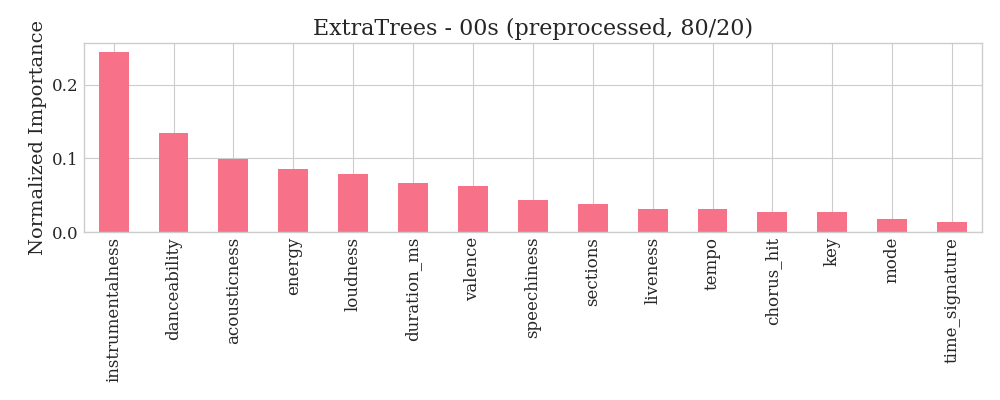 ExtraTrees - 00s (preprocessed, 80/20)
Normalized Importance
0.2
0.1
0.0
instrumentalness
danceability
acousticness
energy
loudness
duration_ms
valence
speechiness
sections
liveness
tempo
chorus_hit
key
mode
time_signature